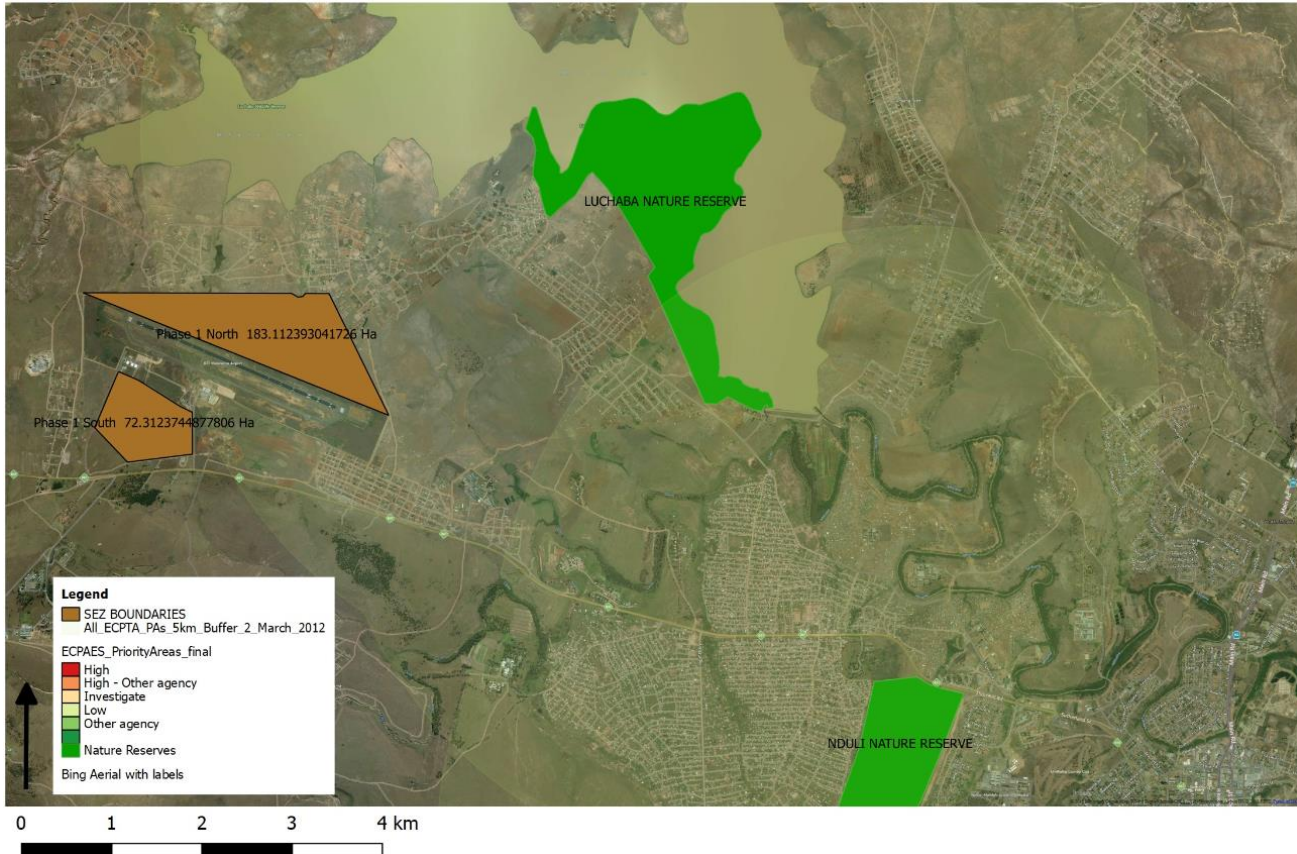 LUCHABA NATURE RESERVE
Phase 1 North 183.112393041726 Ha
Phase 1 South 72.3123744877806 Ha
NDULI NATURE RESERVE
Legend
SEZ BOUNDARIES
All_ECPTA_PAs_5km_Buffer_2_March_2012
ECPAES_PriorityAreas_final
High
High - Other agency
Investigate
Low
Other agency
Nature Reserves
Bing Aerial with labels
0 1 2 3 4 km